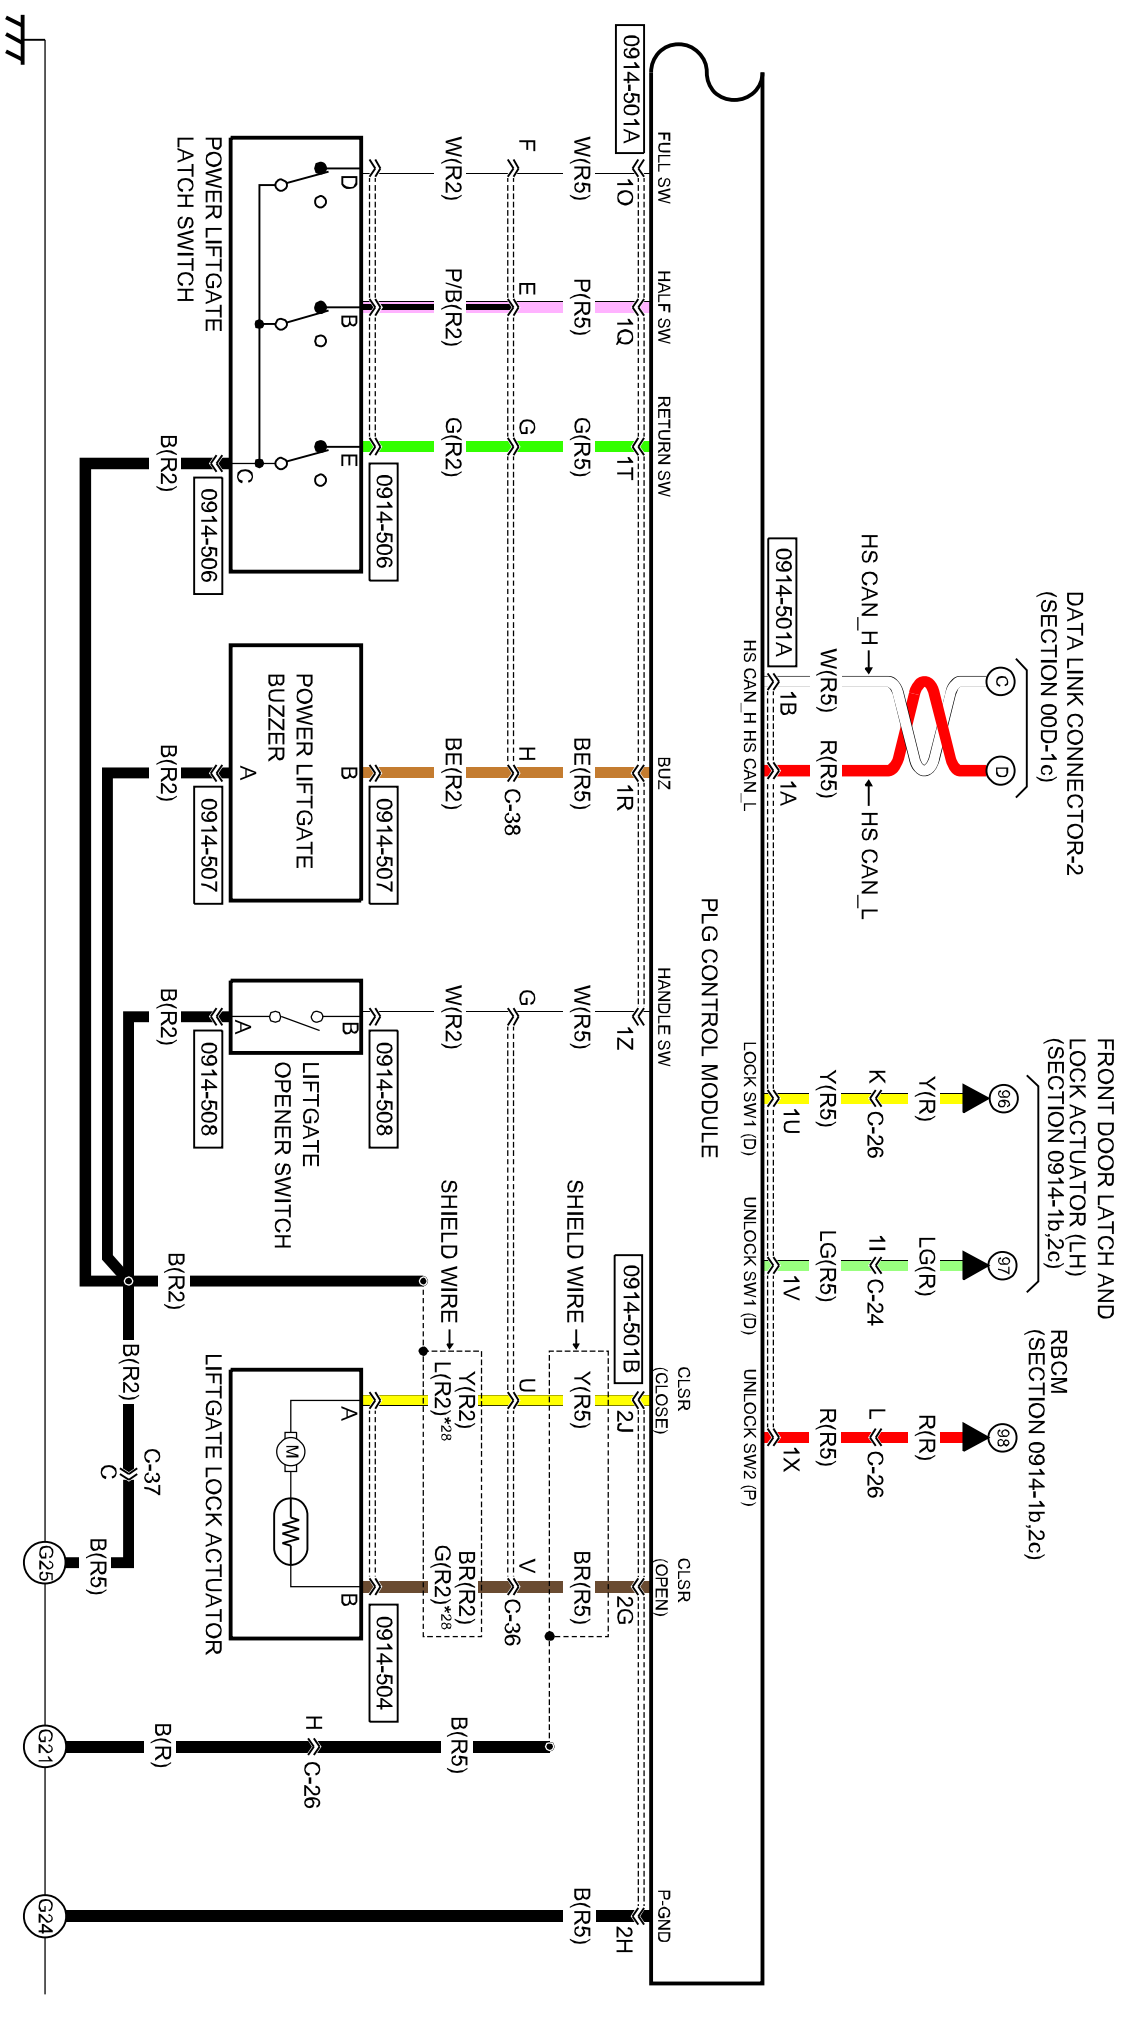 DATA LINK CONNECTOR-2
(SECTION 00D-1c)
C
D
HS CAN_H
HS CAN_L
W(R5)
R(R5)
0914-501A
1B
1A
HS CAN_H
HS CAN_L
FRONT DOOR LATCH AND
LOCK ACTUATOR (LH)
(SECTION 0914-1b,2c)
96
97
Y(R)
LG(R)
K
C-26
1I
C-24
Y(R5)
LG(R5)
1U
1V
LOCK SW1 (D)
UNLOCK SW1 (D)
RBCM
(SECTION 0914-1b,2c)
98
R(R)
L
C-26
R(R5)
1X
UNLOCK SW2 (P)
PLG CONTROL MODULE
0914-501A
FULL SW
HALF SW
RETURN SW
BUZ
HANDLE SW
1O
1Q
1T
1R
1Z
W(R5)
P(R5)
G(R5)
BE(R5)
W(R5)
F
E
G
H
C-38
G
W(R2)
P/B(R2)
G(R2)
BE(R2)
W(R2)
0914-506
0914-507
0914-508
D
B
E
C
POWER LIFTGATE
LATCH SWITCH
0914-506
B(R2)
B
POWER LIFTGATE
BUZZER
A
0914-507
B(R2)
B
A
LIFTGATE
OPENER SWITCH
0914-508
B(R2)
0914-501B
CLSR
(CLOSE)
CLSR
(OPEN)
P-GND
2J
2G
2H
SHIELD WIRE
Y(R5)
BR(R5)
B(R5)
U
V
C-36
SHIELD WIRE
Y(R2)
L(R2)*28
BR(R2)
G(R2)*28
0914-504
A
M
B
LIFTGATE LOCK ACTUATOR
B(R2)
B(R2)
C-37
C
B(R5)
B(R5)
H
C-26
B(R)
G25
G21
G24